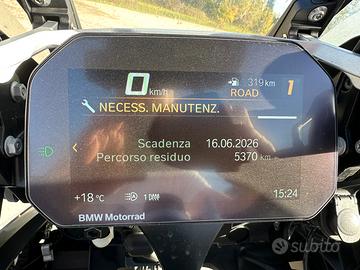 0 km/h
319 km
ROAD
1
NECESS. MANUTENZ.
Scadenza 16.06.2026
Percorso residuo 5370 km
+18°C
1
15:24
BMW Motorrad
subito